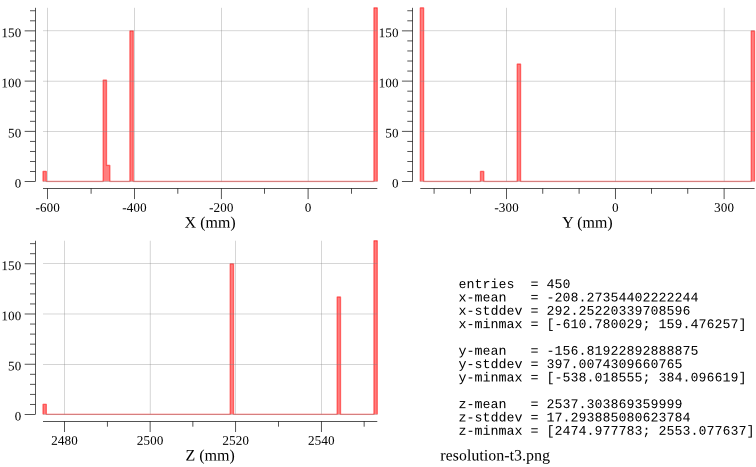 150
100
50
0
-600
-400
-200
0
X (mm)
150
100
50
0
-300
0
300
Y (mm)
150
100
50
0
2480
2500
2520
2540
Z (mm)
entries = 450
x-mean = -208.27354402222244
x-stddev = 292.25220339708596
x-minmax = [-610.780029; 159.476257]
y-mean = -156.81922892888875
y-stddev = 397.0074309660765
y-minmax = [-538.018555; 384.096619]
z-mean = 2537.303869359999
z-stddev = 17.293885080623784
z-minmax = [2474.977783; 2553.077637]
resolution-t3.png